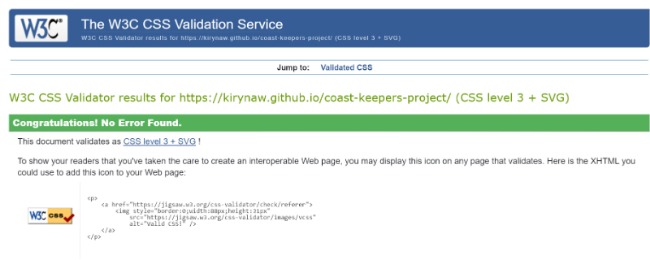 W3C®
The W3C CSS Validation Service
W3C CSS Validator results for https://kirynaw.github.io/coast-keepers-project/ (CSS level 3 + SVG)
Jump to: Validated CSS
W3C CSS Validator results for https://kirynaw.github.io/coast-keepers-project/ (CSS level 3 + SVG)
Congratulations! No Error Found.
This document validates as CSS level 3 + SVG !
To show your readers that you've taken the care to create an interoperable Web page, you may display this icon on any page that validates. Here is the XHTML you
could use to add this icon to your Web page:
W3C css
<p>
<a href="https://jigsaw.w3.org/css-validator/check/referer">
<img style="border:0;width:88px;height:31px"
src="https://jigsaw.w3.org/css-validator/images/vcss"
alt="Valid CSS!" />
</a>
</p>